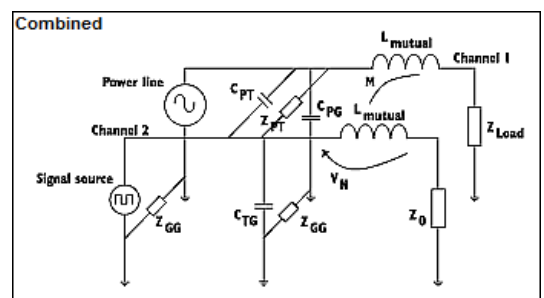 Combined
L mutual
Channel 1
M
Power line
C PT
Z PT
C PG
L mutual
Z Load
Channel 2
V N
Signal source
Z GG
C TG
Z GG
Z 0